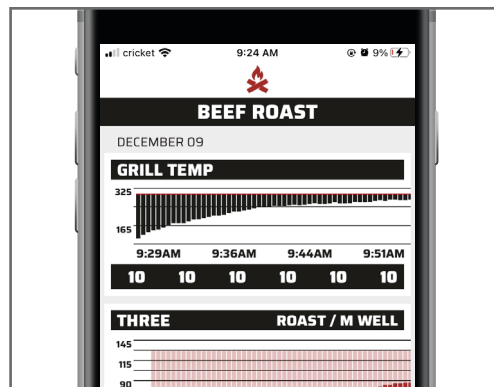 cricket 9:24 AM 9%
BEEF ROAST
DECEMBER 09
GRILL TEMP
325
165
9:29AM 9:36AM 9:44AM 9:51AM
10 10 10 10 10 10
THREE ROAST / M WELL
145
115
90